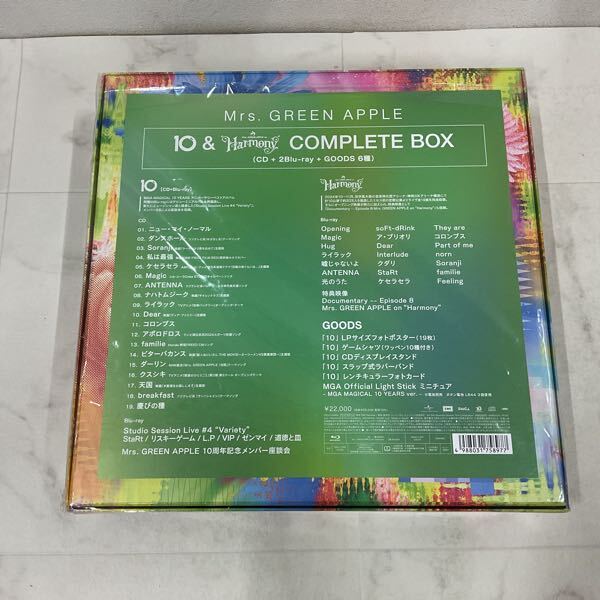 Mrs. GREEN APPLE
10 & Harmony COMPLETE BOX
(CD + 2Blu-ray + GOODS 6種)
10 [CD+Blu-ray]
CD
01. ニュー・マイ・ノーマル
02. ダンスホール
03. Soranji
04. 私は最強
05. ケセラセラ
06. Magic
07. ANTENNA
08. ナハトムジーク
09. ライラック
10. Dear
11. コロンブス
12. アポロドロス
13. familie
14. ビターバカンス
15. ダーリン
16. クスシキ
17. 天国
18. breakfast
19. 慶びの種
Blu-ray
Studio Session Live #4 "Variety"
StaRt / リスキーゲーム / L.P / VIP / ゼンマイ / 道徳と皿
Mrs. GREEN APPLE 10周年記念メンバー座談会
Harmony
Blu-ray
Opening soFt-dRink They are
Magic ア・プリオリ コロンブス
Hug Dear Part of me
ライラック Interlude norn
嘘じゃないよ クダリ Soranji
ANTENNA StaRt familie
光のうた ケセラセラ Feeling
特典映像
Documentary -- Episode 8
Mrs. GREEN APPLE on "Harmony"
GOODS
「10」LPサイズフォトポスター(19枚)
「10」ゲームシャツ(ワッペン10種付き)
「10」CDディスプレイスタンド
「10」スラップ式ラバーバンド
「10」レンチキュラーフォトカード
MGA Official Light Stick ミニチュア
- MGA MAGICAL 10 YEARS ver. -
¥22,000
4 988031 758977